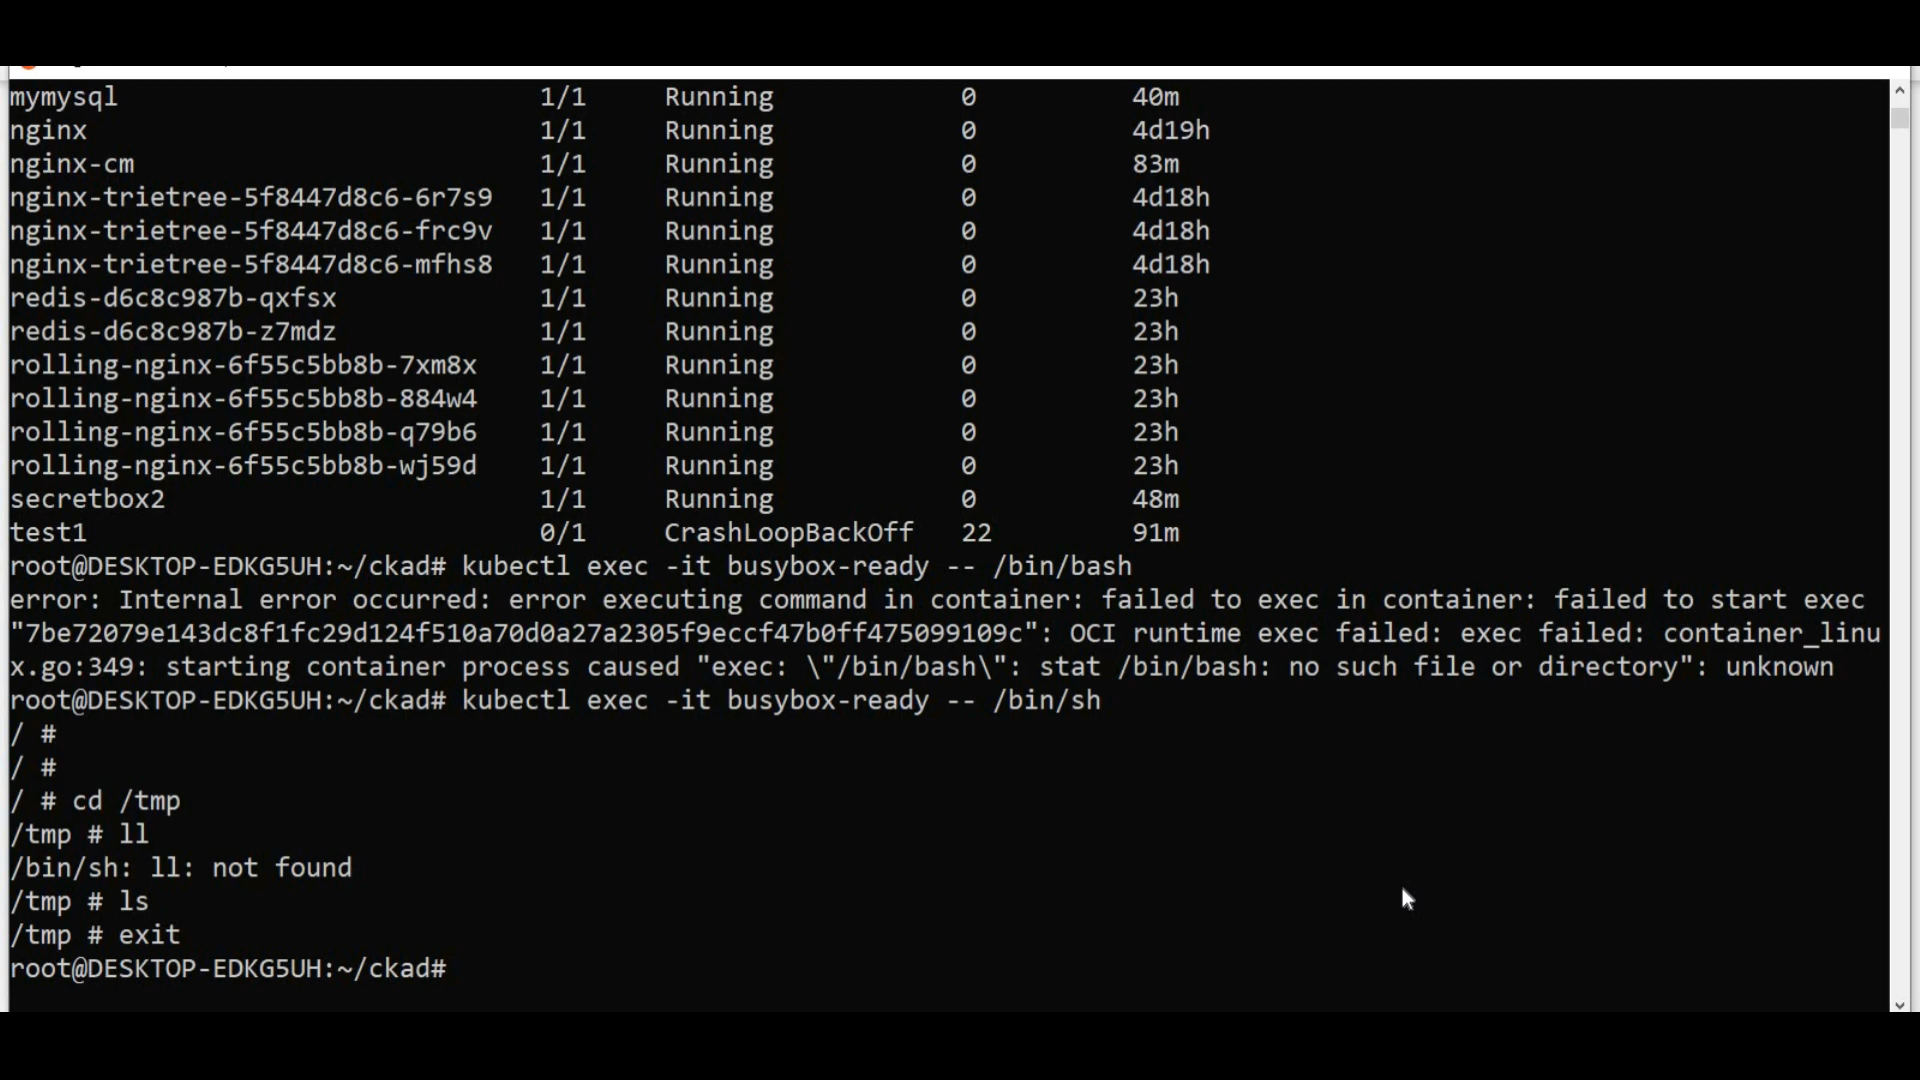 mymysql 1/1 Running 0 40m
nginx 1/1 Running 0 4d19h
nginx-cm 1/1 Running 0 83m
nginx-trietree-5f8447d8c6-6r7s9 1/1 Running 0 4d18h
nginx-trietree-5f8447d8c6-frc9v 1/1 Running 0 4d18h
nginx-trietree-5f8447d8c6-mfhs8 1/1 Running 0 4d18h
redis-d6c8c987b-qxfsx 1/1 Running 0 23h
redis-d6c8c987b-z7mdz 1/1 Running 0 23h
rolling-nginx-6f55c5bb8b-7xm8x 1/1 Running 0 23h
rolling-nginx-6f55c5bb8b-884w4 1/1 Running 0 23h
rolling-nginx-6f55c5bb8b-q79b6 1/1 Running 0 23h
rolling-nginx-6f55c5bb8b-wj59d 1/1 Running 0 23h
secretbox2 1/1 Running 0 48m
test1 0/1 CrashLoopBackOff 22 91m
root@DESKTOP-EDKG5UH:~/ckad# kubectl exec -it busybox-ready -- /bin/bash
error: Internal error occurred: error executing command in container: failed to exec in container: failed to start exec
"7be72079e143dc8f1fc29d124f510a70d0a27a2305f9eccf47b0ff475099109c": OCI runtime exec failed: exec failed: container_linu
x.go:349: starting container process caused "exec: \"/bin/bash\": stat /bin/bash: no such file or directory": unknown
root@DESKTOP-EDKG5UH:~/ckad# kubectl exec -it busybox-ready -- /bin/sh
/ #
/ #
/ # cd /tmp
/tmp # ll
/bin/sh: ll: not found
/tmp # ls
/tmp # exit
root@DESKTOP-EDKG5UH:~/ckad#